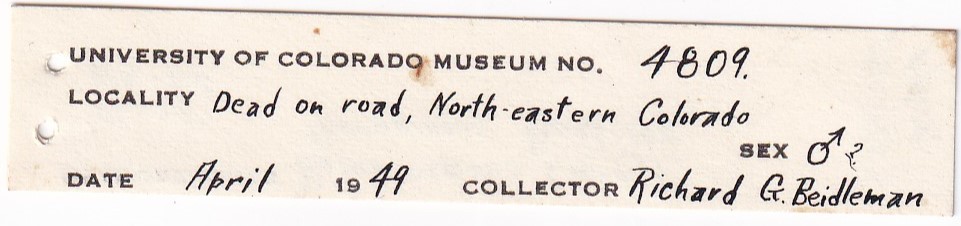 UNIVERSITY OF COLORADO MUSEUM NO. 4809.
LOCALITY Dead on road, North-eastern Colorado
SEX ♂?
DATE April 1949 COLLECTOR Richard G. Beidleman